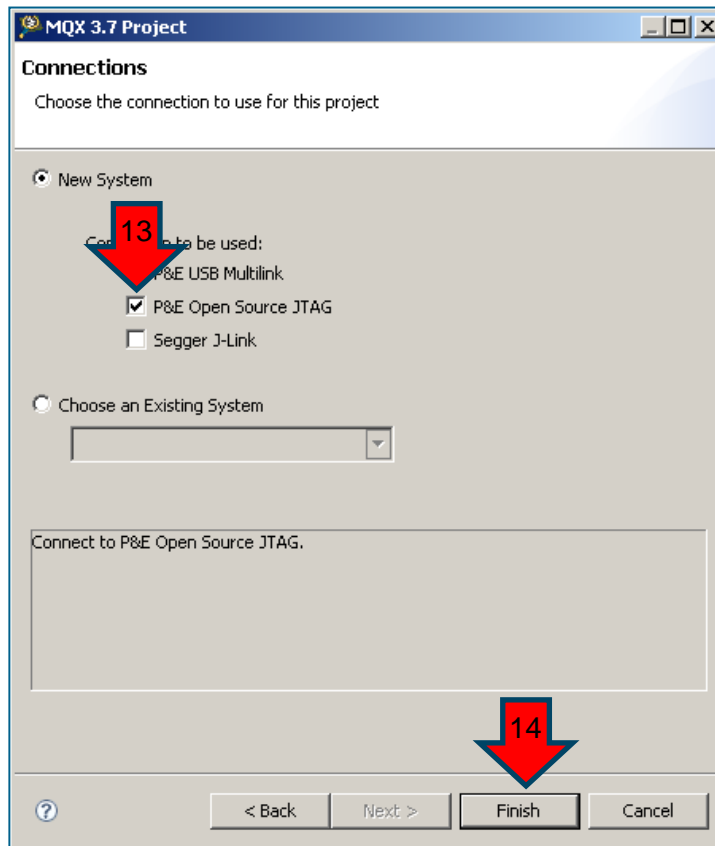 MQX 3.7 Project
Connections
Choose the connection to use for this project
New System
13
to be used:
P&E USB Multilink
P&E Open Source JTAG
Segger J-Link
Choose an Existing System
Connect to P&E Open Source JTAG.
14
< Back Next > Finish Cancel